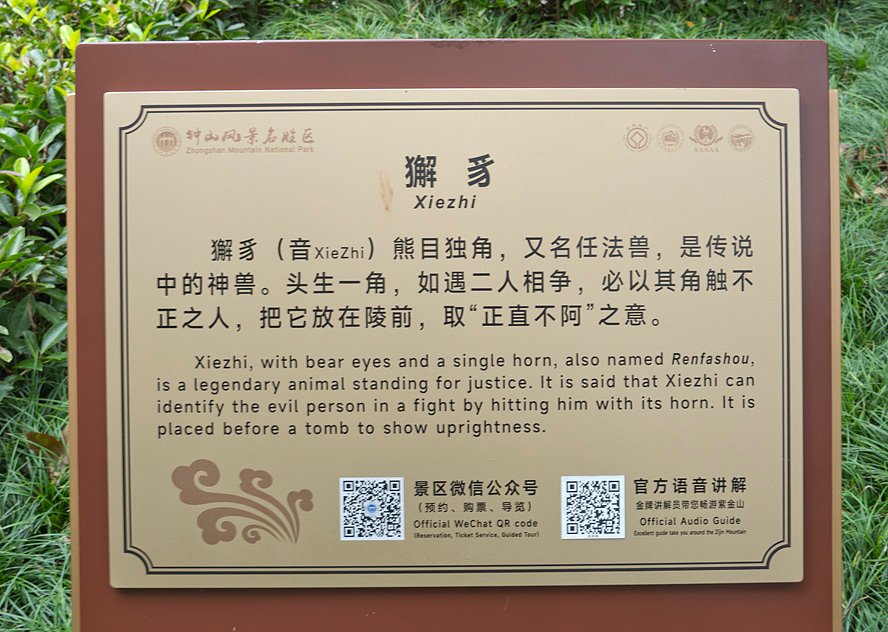 钟山风景名胜区
Zhongshan Mountain National Park
AAAAA
獬豸
Xiezhi
獬豸（音XieZhi）熊目独角，又名任法兽，是传说
中的神兽。头生一角，如遇二人相争，必以其角触不
正之人，把它放在陵前，取“正直不阿”之意。
Xiezhi, with bear eyes and a single horn, also named Renfashou,
is a legendary animal standing for justice. It is said that Xiezhi can
identify the evil person in a fight by hitting him with its horn. It is
placed before a tomb to show uprightness.
景区微信公众号
（预约、购票、导览）
Official WeChat QR code
(Reservation, Ticket Service, Guided Tour)
官方语音讲解
金牌讲解员带您畅游紫金山
Official Audio Guide
Excellent guide take you around the Zijin Mountain